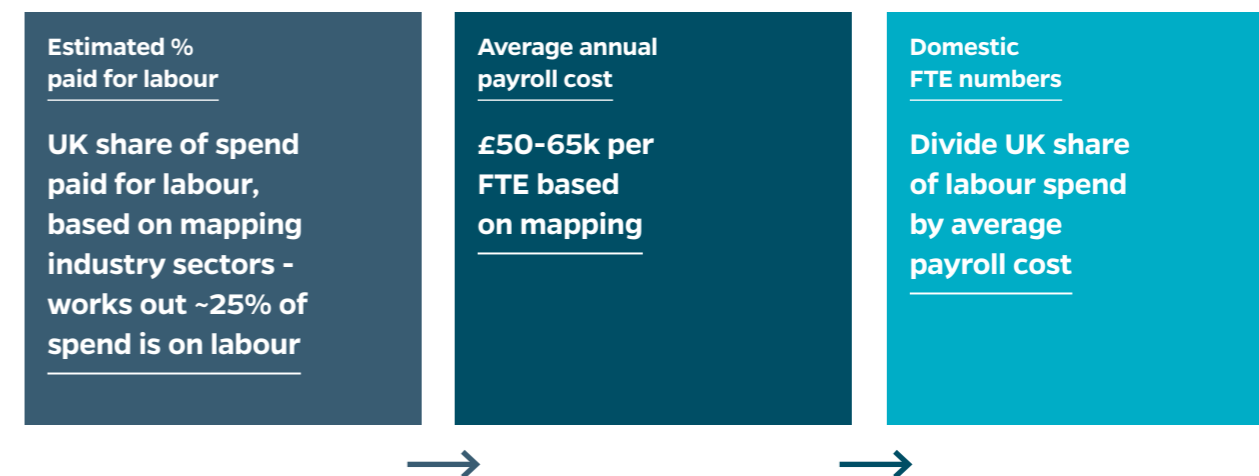 Estimated %
paid for labour
UK share of spend
paid for labour,
based on mapping
industry sectors -
works out ~25% of
spend is on labour
Average annual
payroll cost
£50-65k per
FTE based
on mapping
Domestic
FTE numbers
Divide UK share
of labour spend
by average
payroll cost